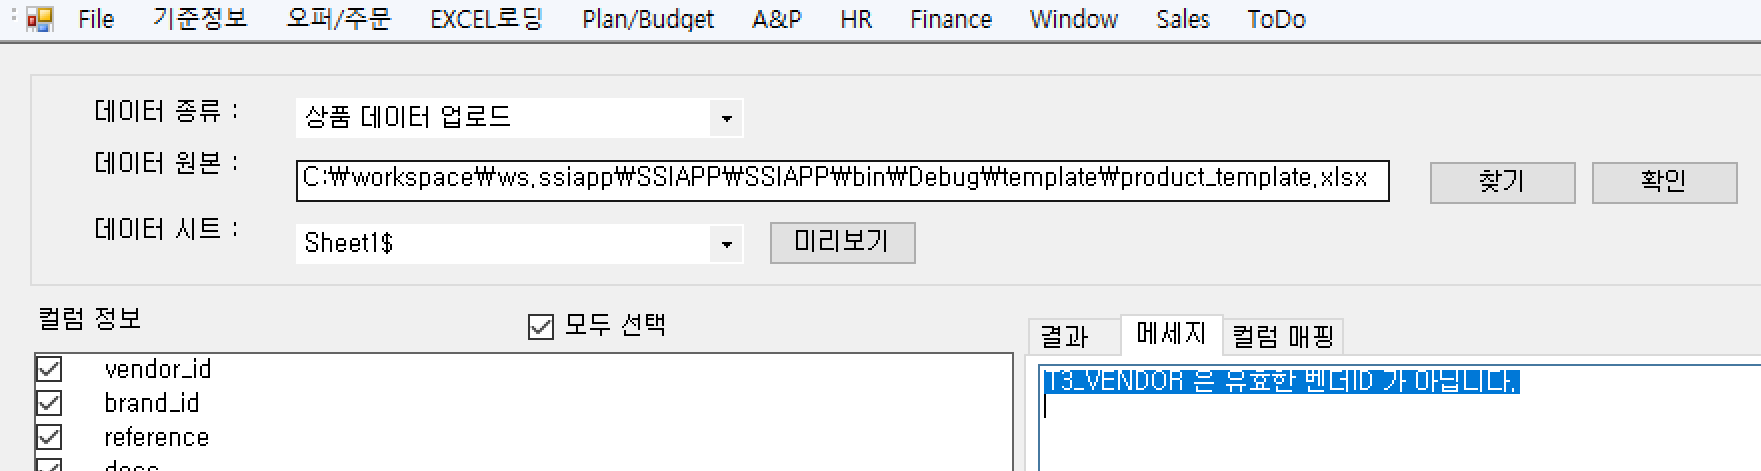 File 기준정보 오퍼/주문 EXCEL로딩 Plan/Budget A&P HR Finance Window Sales ToDo
데이터 종류 : 상품 데이터 업로드
데이터 원본 : C:₩workspace₩ws.ssiapp₩SSIAPP₩SSIAPP₩bin₩Debug₩template₩product_template.xlsx 찾기 확인
데이터 시트 : Sheet1$ 미리보기
컬럼 정보 모두 선택
결과 메세지 컬럼 매핑
vendor_id
brand_id
reference
desc
T3_VENDOR 은 유효한 벤더ID 가 아닙니다.